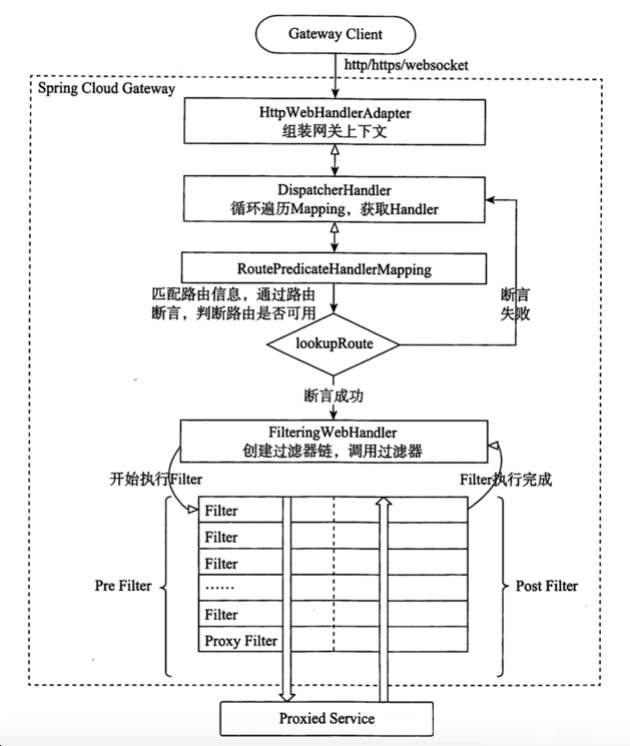 Gateway Client
http/https/websocket
Spring Cloud Gateway
HttpWebHandlerAdapter
组装网关上下文
DispatcherHandler
循环遍历Mapping，获取Handler
RoutePredicateHandlerMapping
匹配路由信息，通过路由
断言，判断路由是否可用
断言
失败
lookupRoute
断言成功
FilteringWebHandler
创建过滤器链，调用过滤器
开始执行Filter
Filter执行完成
Filter
Filter
Filter
……
Filter
Proxy Filter
Pre Filter
Post Filter
Proxied Service